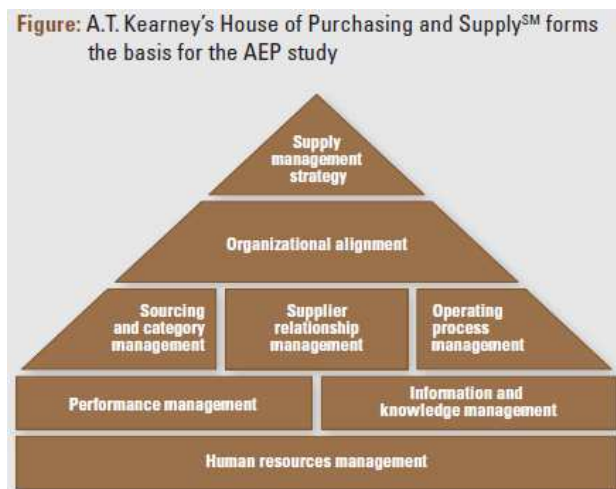 Figure: A.T. Kearney's House of Purchasing and Supply℠ forms
the basis for the AEP study
Supply
management
strategy
Organizational alignment
Sourcing
and category
management
Supplier
relationship
management
Operating
process
management
Performance management
Information and
knowledge management
Human resources management